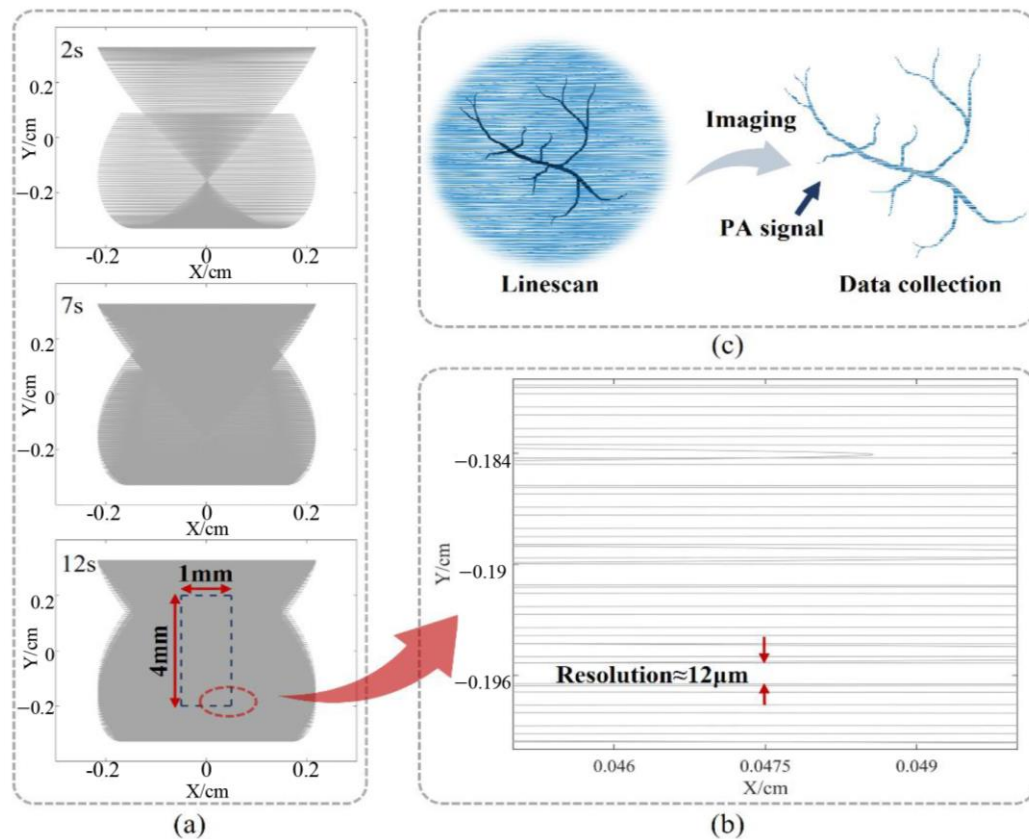 2s
0.2
0
−0.2
Y/cm
-0.2
0
0.2
X/cm
7s
0.2
0
−0.2
Y/cm
-0.2
0
0.2
X/cm
12s
1mm
4mm
0.2
0
−0.2
Y/cm
-0.2
0
0.2
X/cm
(a)
Imaging
PA signal
Linescan
Data collection
(c)
−0.184
−0.19
−0.196
Y/cm
Resolution≈12μm
0.046
0.0475
0.049
X/cm
(b)